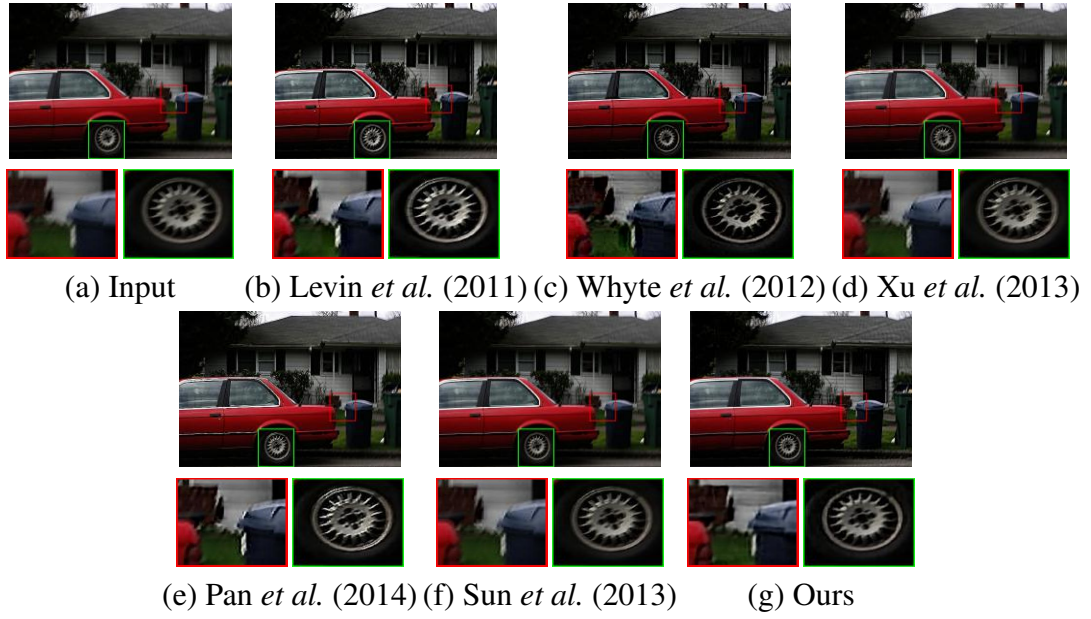 (a) Input
(b) Levin et al. (2011)
(c) Whyte et al. (2012)
(d) Xu et al. (2013)
(e) Pan et al. (2014)
(f) Sun et al. (2013)
(g) Ours